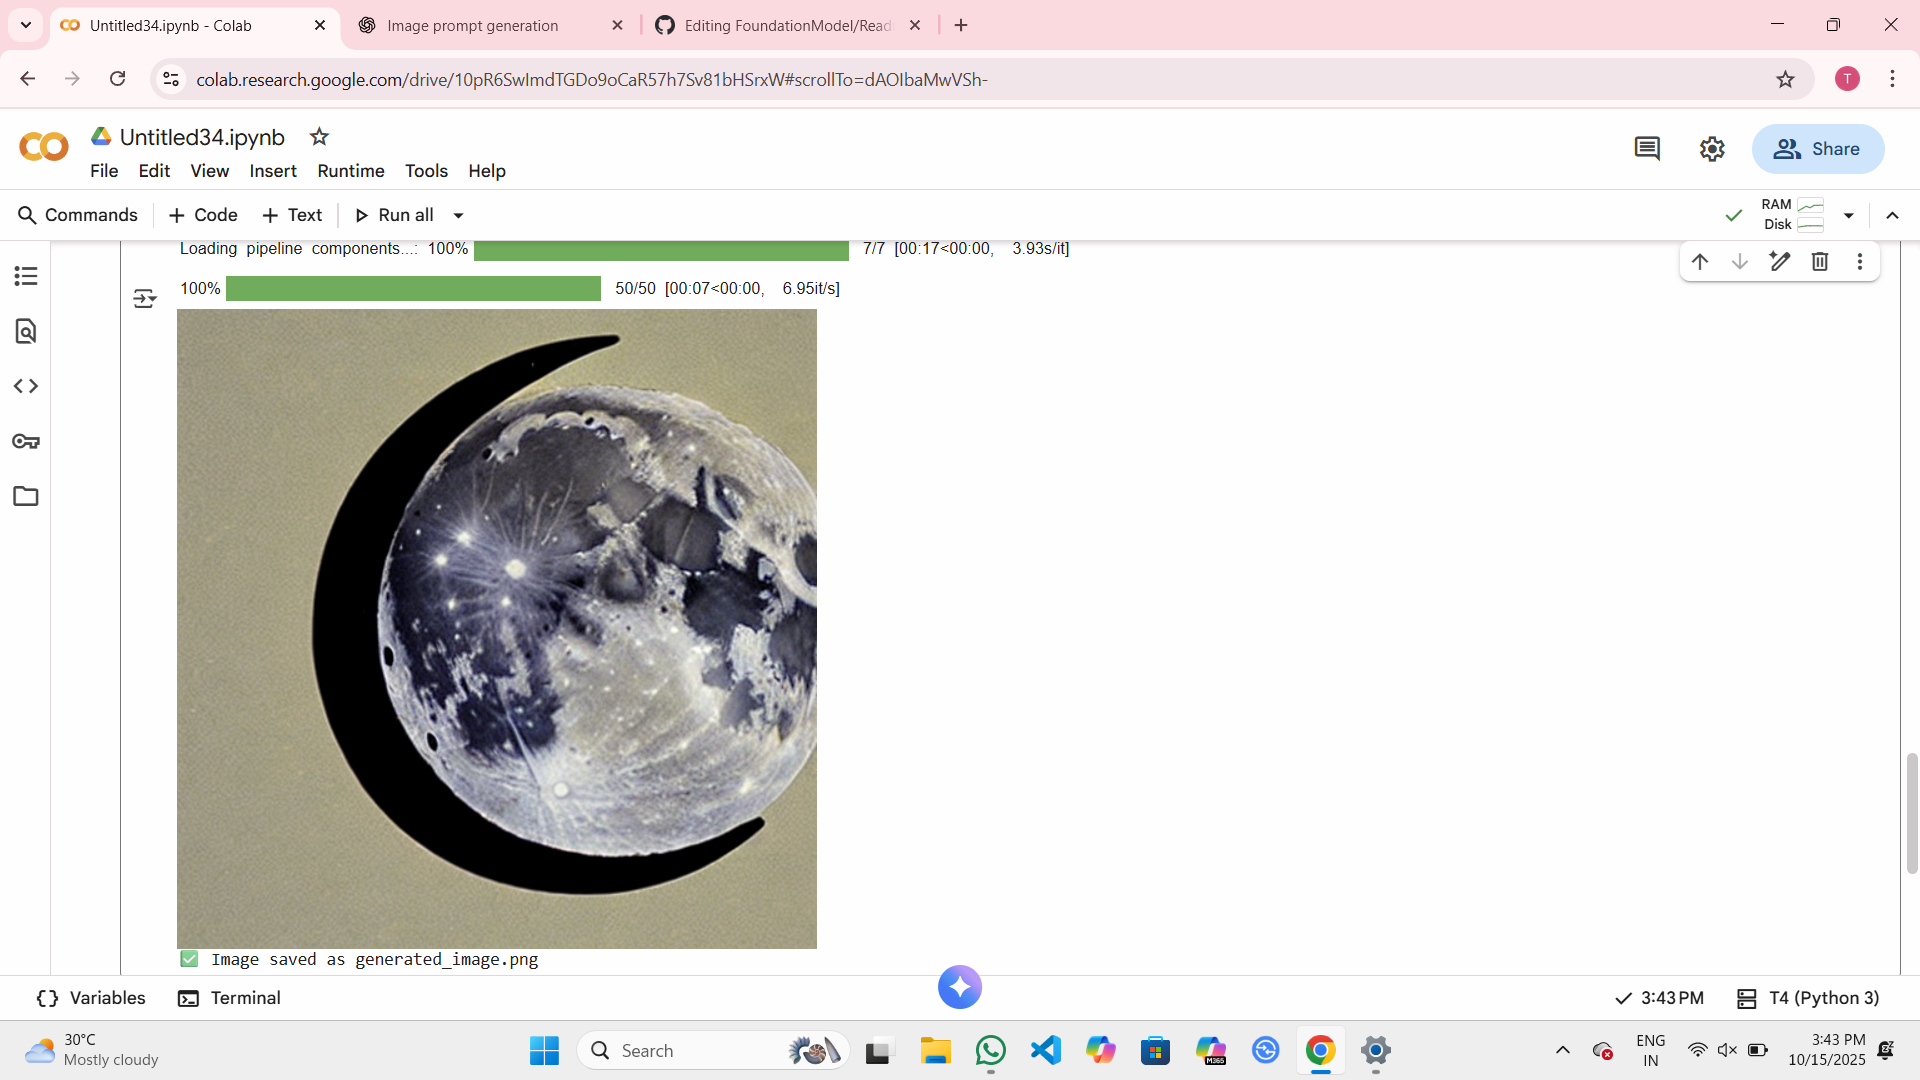 Untitled34.ipynb - Colab
Image prompt generation
Editing FoundationModel/Read
colab.research.google.com/drive/10pR6SwImdTGDo9oCaR57h7Sv81bHSrxW#scrollTo=dAOIbaMwVSh-
T
Untitled34.ipynb
File Edit View Insert Runtime Tools Help
Share
Commands + Code + Text Run all
RAM
Disk
Loading pipeline components...: 100% 7/7 [00:17<00:00, 3.93s/it]
100% 50/50 [00:07<00:00, 6.95it/s]
Image saved as generated_image.png
Variables Terminal
3:43 PM T4 (Python 3)
30°C
Mostly cloudy
Search
M365
ENG
IN
3:43 PM
10/15/2025